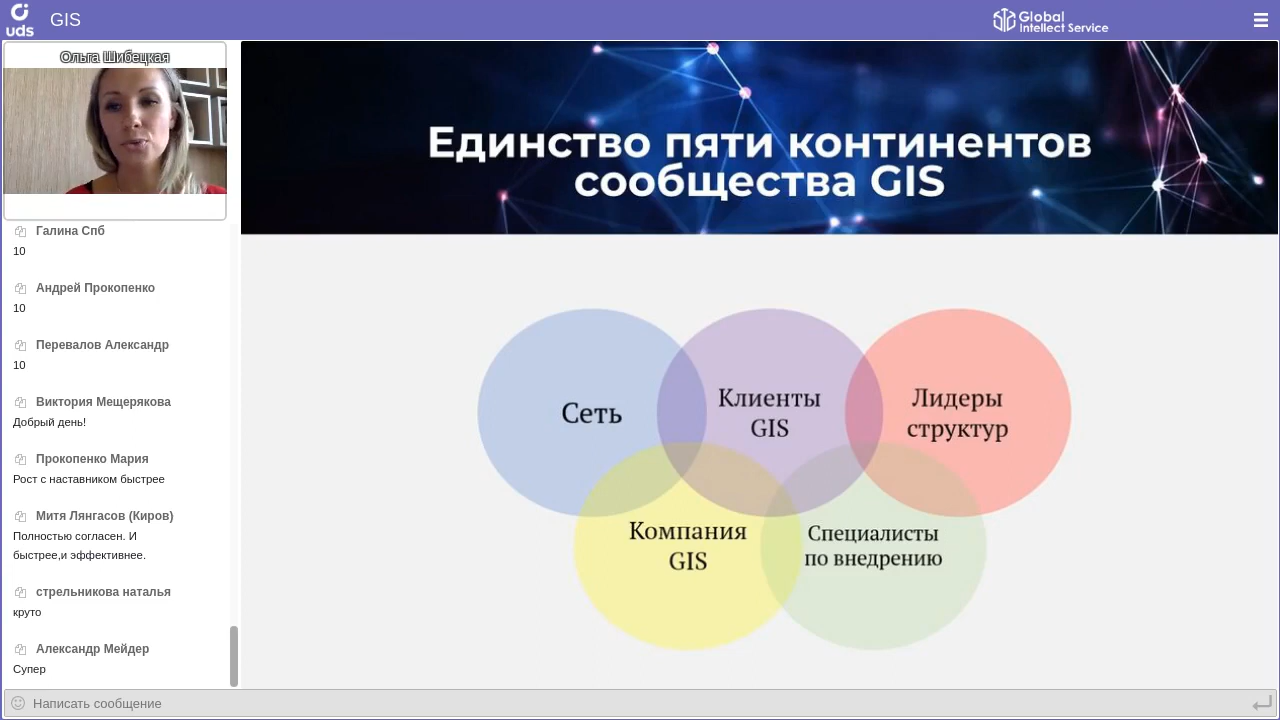 uds
GIS
Global
Intellect Service
Ольга Шибецкая
Галина Спб
10
Андрей Прокопенко
10
Перевалов Александр
10
Виктория Мещерякова
Добрый день!
Прокопенко Мария
Рост с наставником быстрее
Митя Лянгасов (Киров)
Полностью согласен. И
быстрее,и эффективнее.
стрельникова наталья
круто
Александр Мейдер
Супер
Написать сообщение
Единство пяти континентов
сообщества GIS
Сеть
Клиенты
GIS
Лидеры
структур
Компания
GIS
Специалисты
по внедрению